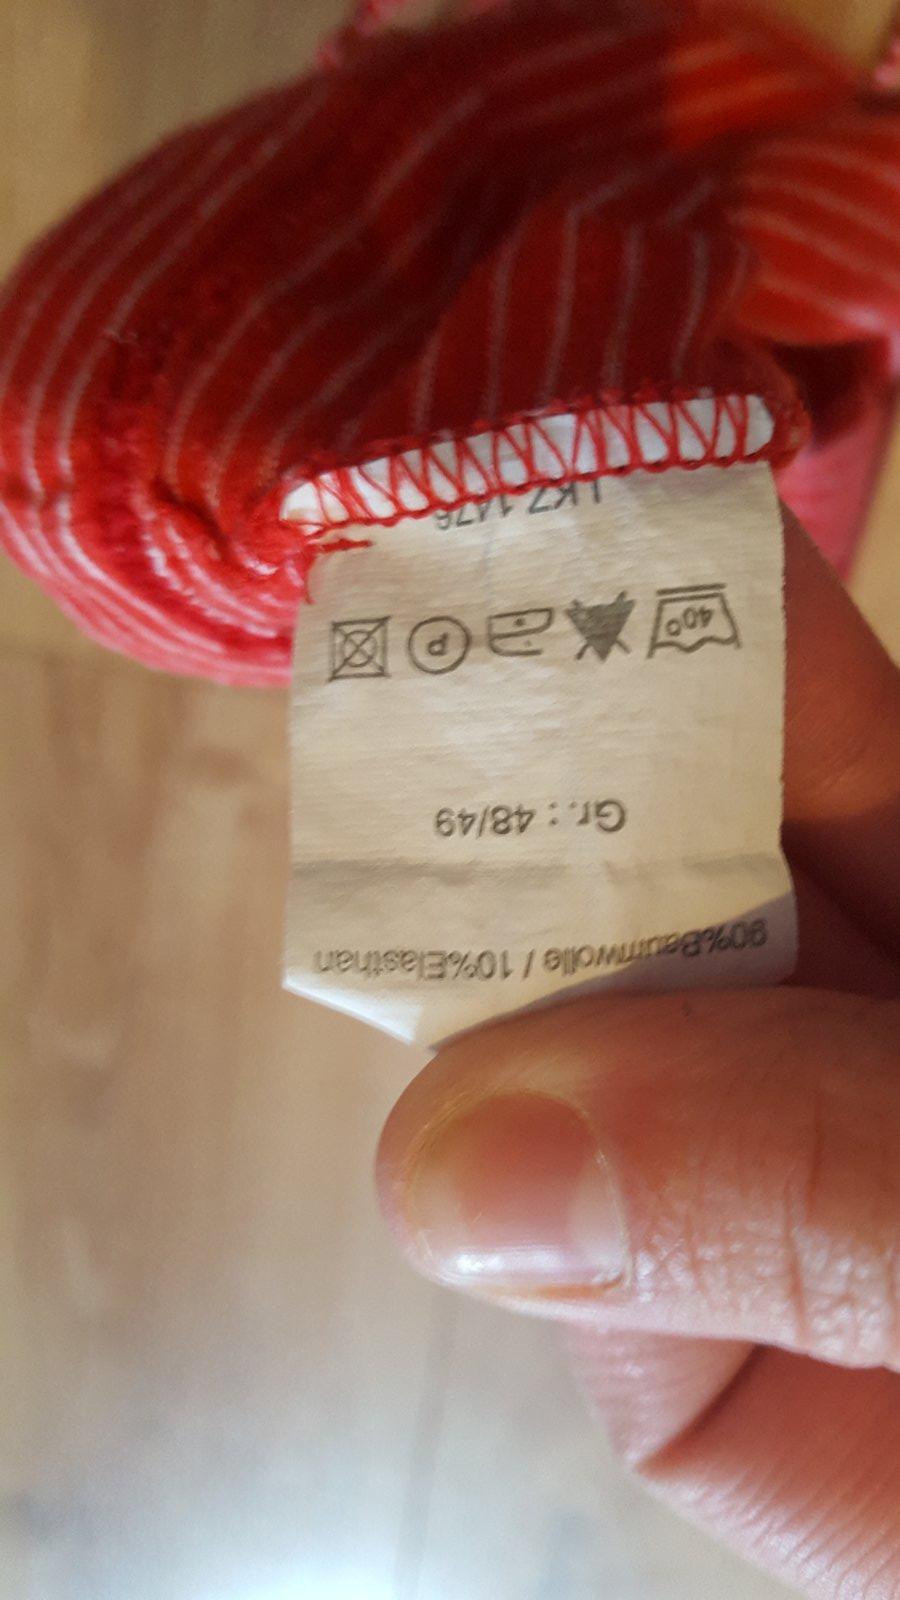 90%Baumwolle / 10%Elasthan
Gr.: 48/49
40° P
LKZ 1476